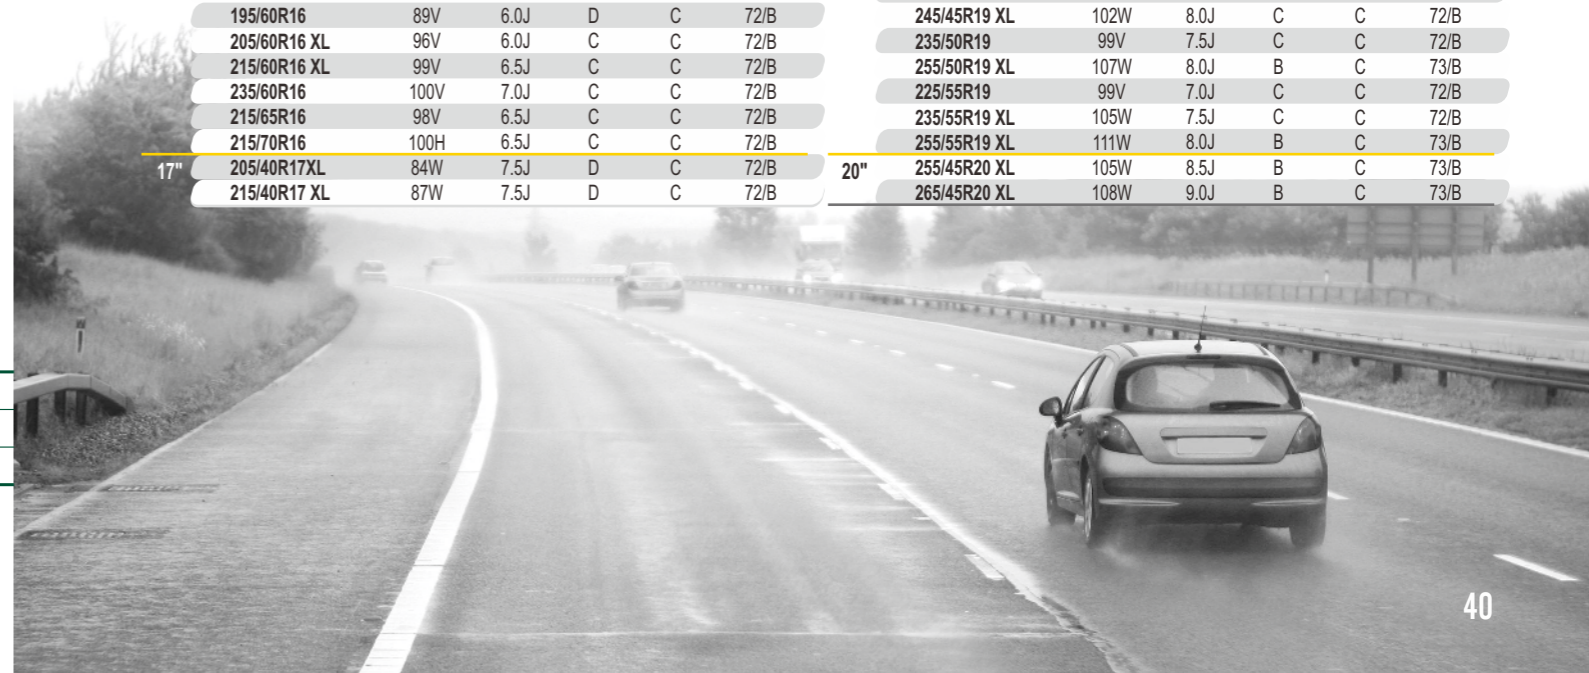 195/60R16 89V 6.0J D C 72/B
205/60R16 XL 96V 6.0J C C 72/B
215/60R16 XL 99V 6.5J C C 72/B
235/60R16 100V 7.0J C C 72/B
215/65R16 98V 6.5J C C 72/B
215/70R16 100H 6.5J C C 72/B
17" 205/40R17XL 84W 7.5J D C 72/B
215/40R17 XL 87W 7.5J D C 72/B
245/45R19 XL 102W 8.0J C C 72/B
235/50R19 99V 7.5J C C 72/B
255/50R19 XL 107W 8.0J B C 73/B
225/55R19 99V 7.0J C C 72/B
235/55R19 XL 105W 7.5J C C 72/B
255/55R19 XL 111W 8.0J B C 73/B
20" 255/45R20 XL 105W 8.5J B C 73/B
265/45R20 XL 108W 9.0J B C 73/B
40